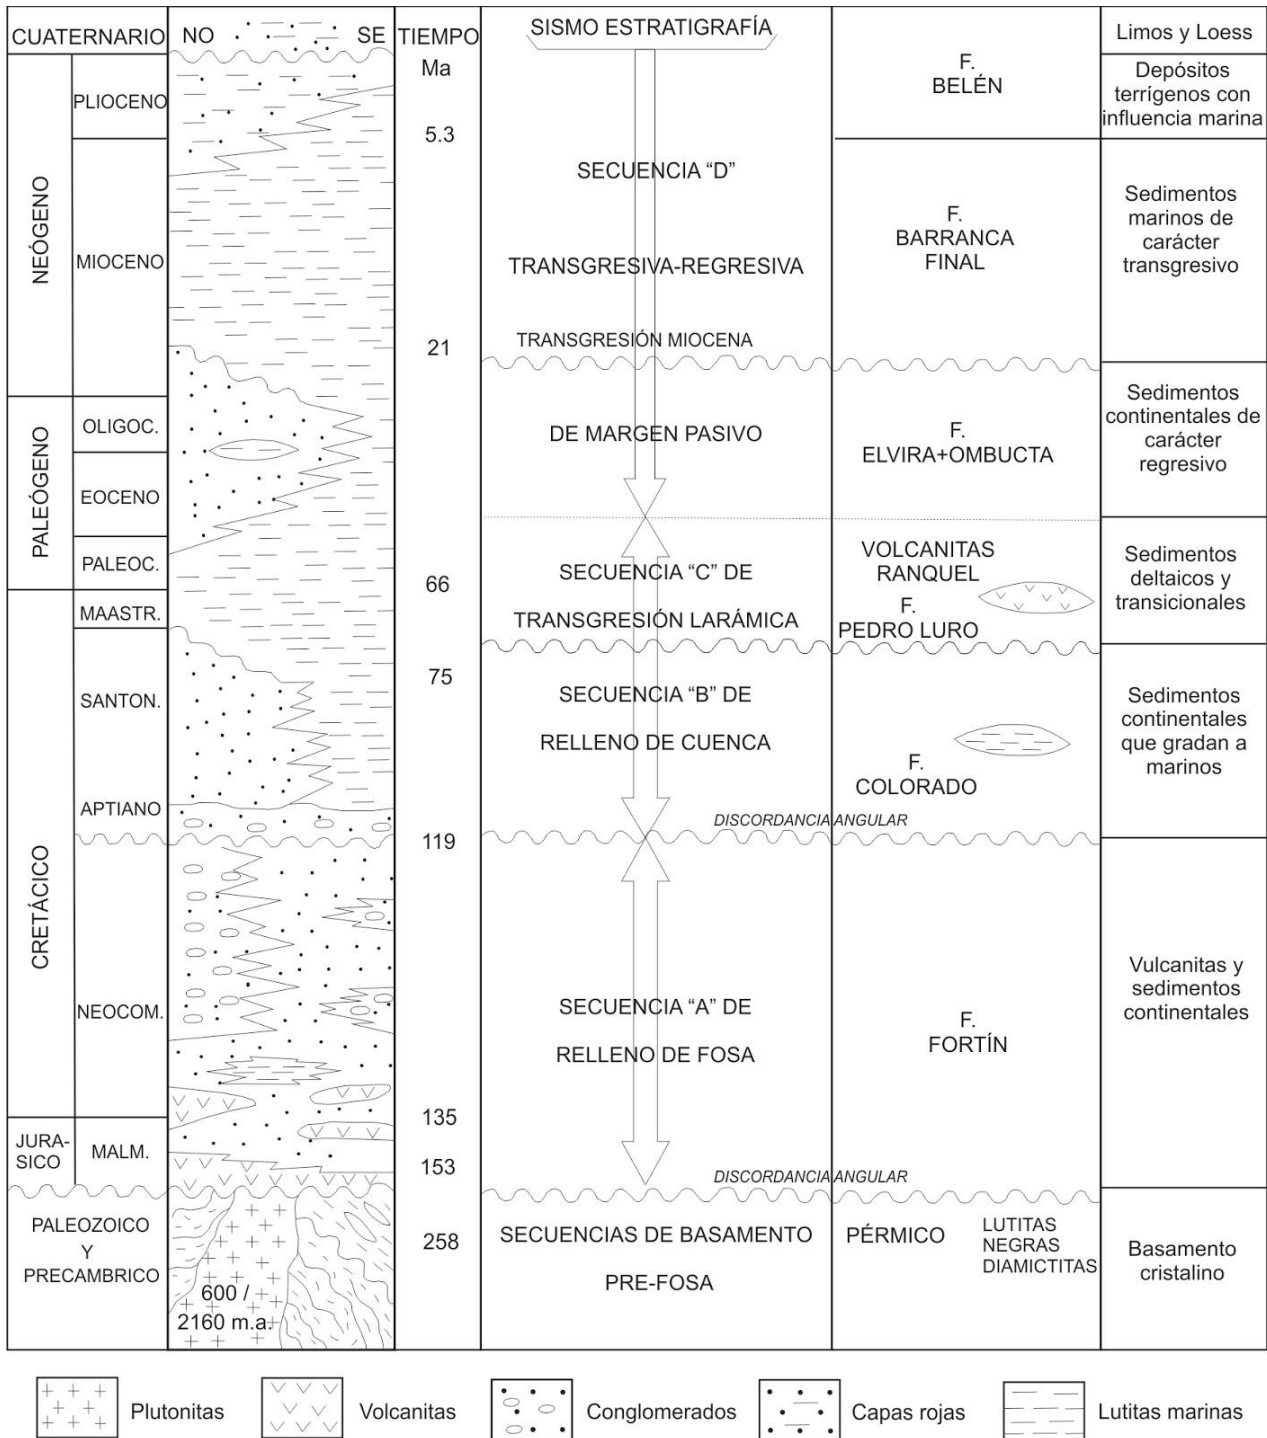 CUATERNARIO
NO
SE
TIEMPO
Ma
SISMO ESTRATIGRAFÍA
F.
BELÉN
Limos y Loess
NEÓGENO
PLIOCENO
5.3
Depósitos
terrígenos con
influencia marina
MIOCENO
SECUENCIA “D”
TRANSGRESIVA-REGRESIVA
F.
BARRANCA
FINAL
Sedimentos
marinos de
carácter
transgresivo
TRANSGRESIÓN MIOCENA
21
PALEÓGENO
OLIGOC.
EOCENO
PALEOC.
DE MARGEN PASIVO
F.
ELVIRA+OMBUCTA
Sedimentos
continentales de
carácter
regresivo
66
SECUENCIA “C” DE
TRANSGRESIÓN LARÁMICA
VOLCANITAS
RANQUEL
F.
PEDRO LURO
Sedimentos
deltaicos y
transicionales
CRETÁCICO
MAASTR.
75
SANTON.
APTIANO
SECUENCIA “B” DE
RELLENO DE CUENCA
F.
COLORADO
Sedimentos
continentales
que gradan a
marinos
DISCORDANCIA ANGULAR
119
NEOCOM.
SECUENCIA “A” DE
RELLENO DE FOSA
F.
FORTÍN
Vulcanitas y
sedimentos
continentales
135
JURA-
SICO
MALM.
153
DISCORDANCIA ANGULAR
PALEOZOICO
Y
PRECAMBRICO
600 /
2160 m.a.
258
SECUENCIAS DE BASAMENTO
PRE-FOSA
PÉRMICO
LUTITAS
NEGRAS
DIAMICTITAS
Basamento
cristalino
Plutonitas
Volcanitas
Conglomerados
Capas rojas
Lutitas marinas